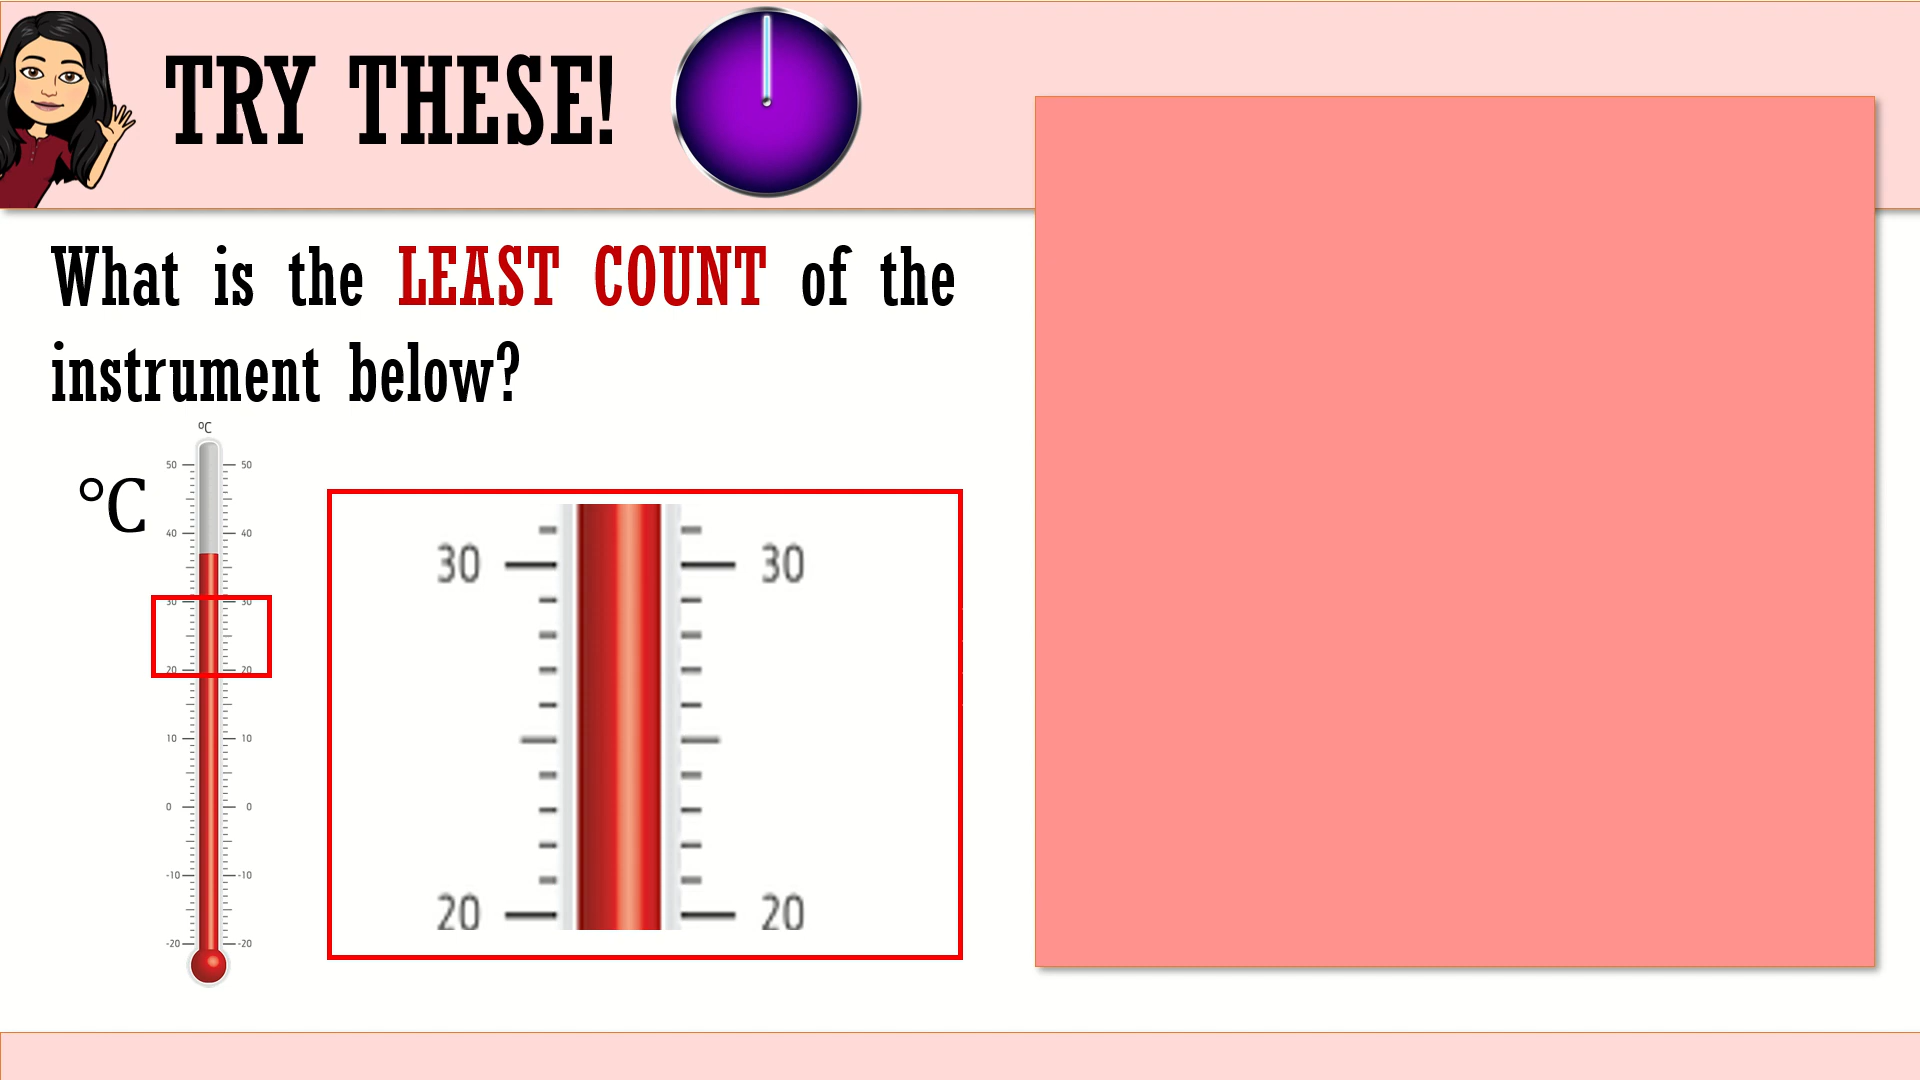 TRY THESE!
What is the LEAST COUNT of the
instrument below?
°C
°C
50 50
40 40
30 30
20 20
10 10
0 0
-10 -10
-20 -20
30 30
20 20